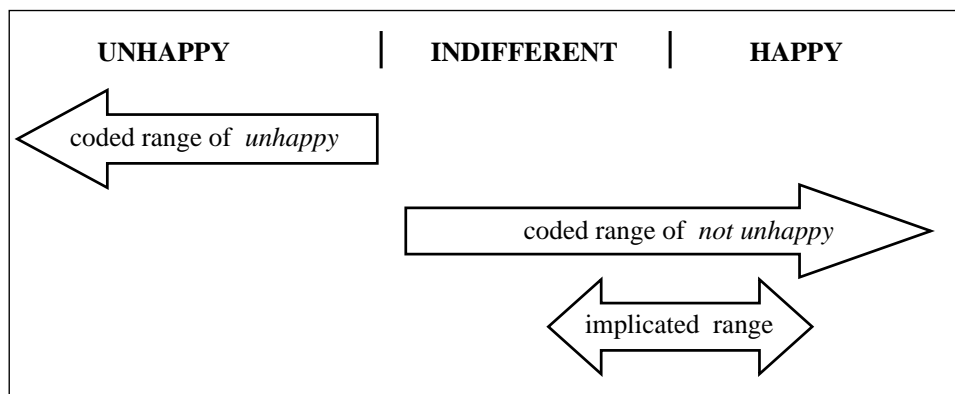 UNHAPPY | INDIFFERENT | HAPPY
coded range of unhappy
coded range of not unhappy
implicated range